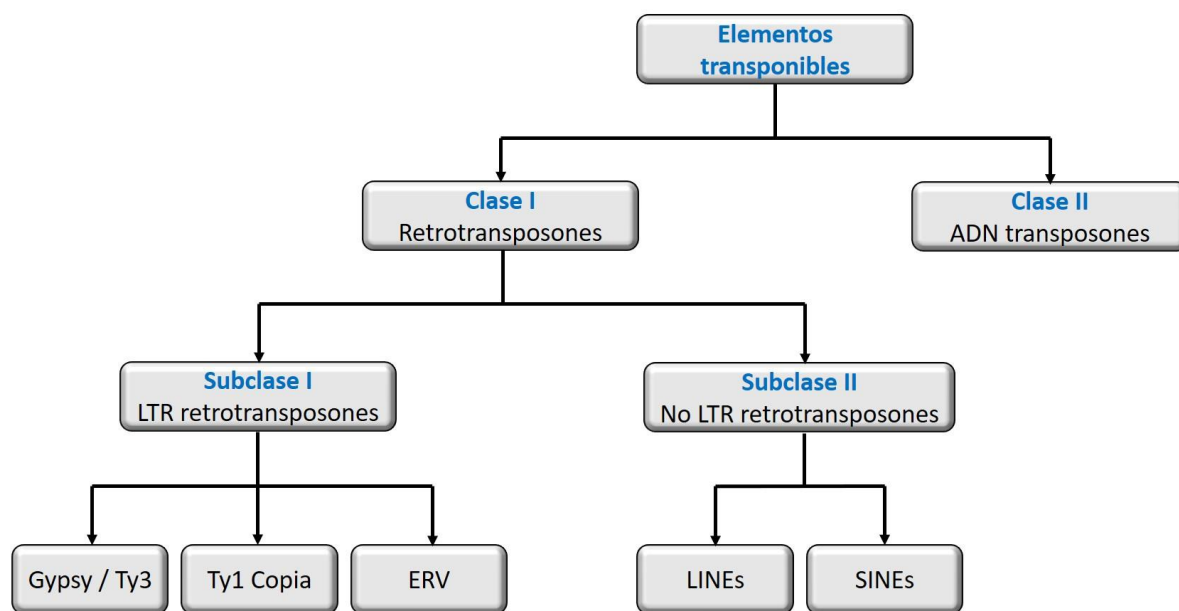 Elementos
transponibles
Clase I
Retrotransposones
Clase II
ADN transposones
Subclase I
LTR retrotransposones
Subclase II
No LTR retrotransposones
Gypsy / Ty3
Ty1 Copia
ERV
LINEs
SINEs